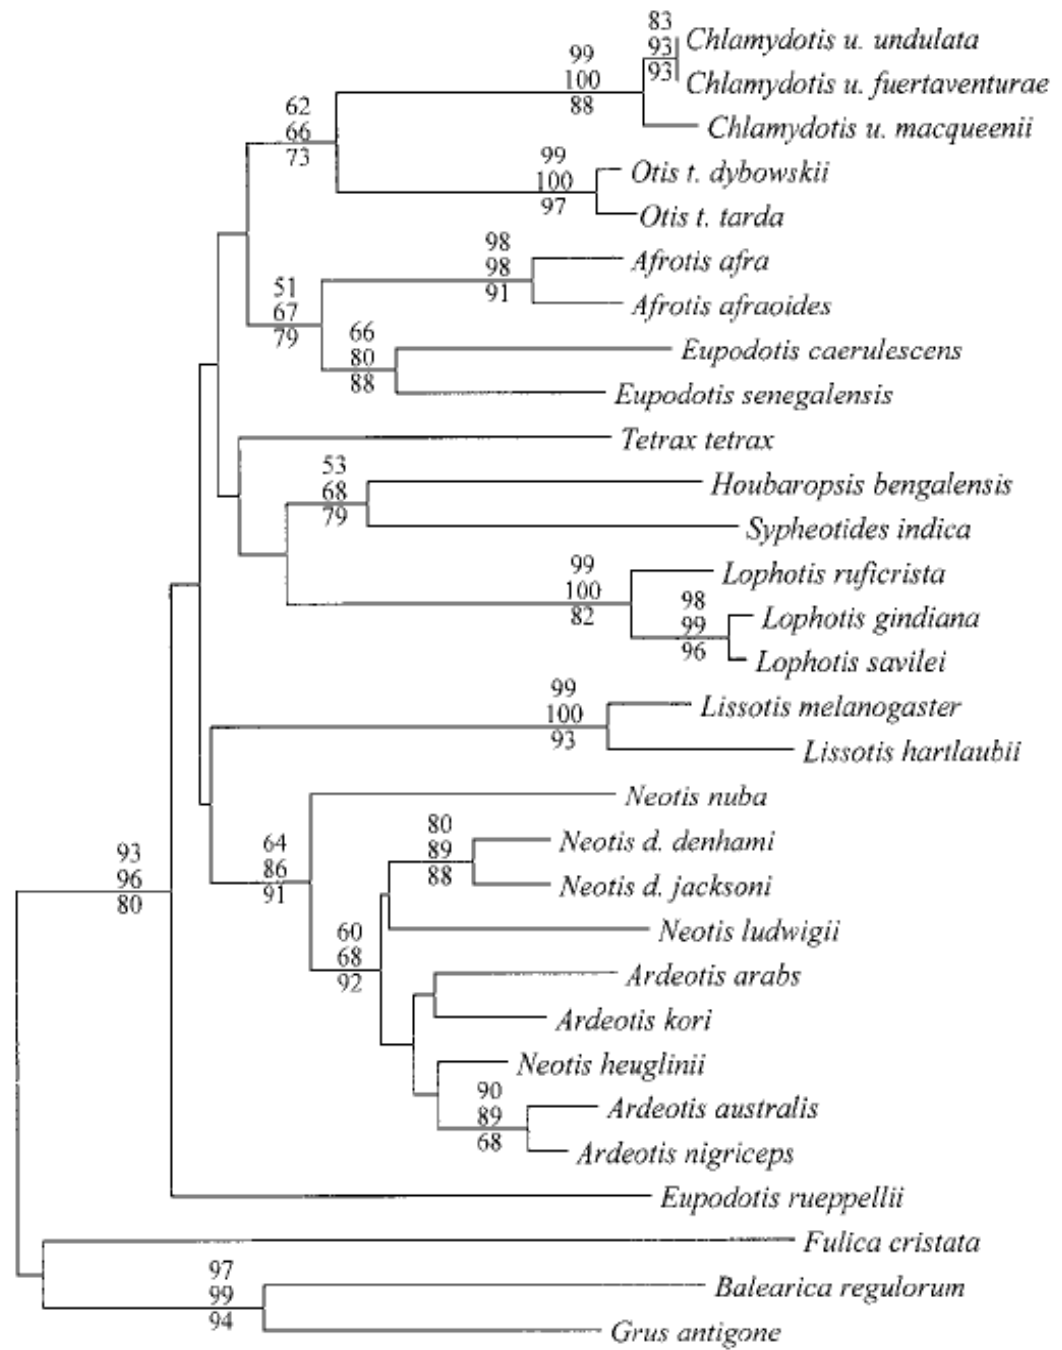 83
93
93
Chlamydotis u. undulata
Chlamydotis u. fuertaventurae
99
100
88
Chlamydotis u. macqueenii
62
66
73
99
100
97
Otis t. dybowskii
Otis t. tarda
98
98
91
Afrotis afra
Afrotis afraoides
51
67
79
66
80
88
Eupodotis caerulescens
Eupodotis senegalensis
Tetrax tetrax
53
68
79
Houbaropsis bengalensis
Sypheotides indica
99
100
82
Lophotis ruficrista
98
99
96
Lophotis gindiana
Lophotis savilei
99
100
93
Lissotis melanogaster
Lissotis hartlaubii
Neotis nuba
80
89
88
Neotis d. denhami
Neotis d. jacksoni
64
86
91
93
96
80
Neotis ludwigii
60
68
92
Ardeotis arabs
Ardeotis kori
Neotis heuglinii
90
89
68
Ardeotis australis
Ardeotis nigriceps
Eupodotis rueppellii
Fulica cristata
97
99
94
Balearica regulorum
Grus antigone